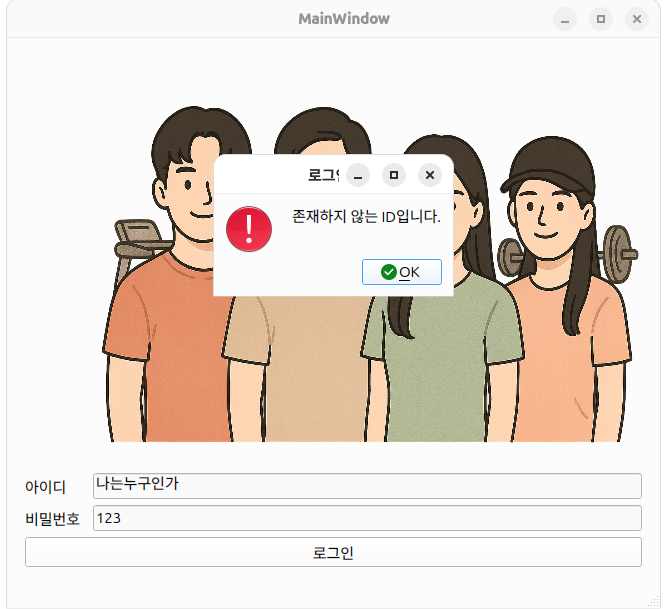 MainWindow
로그인
존재하지 않는 ID입니다.
OK
아이디 나는누구인가
비밀번호 123
로그인